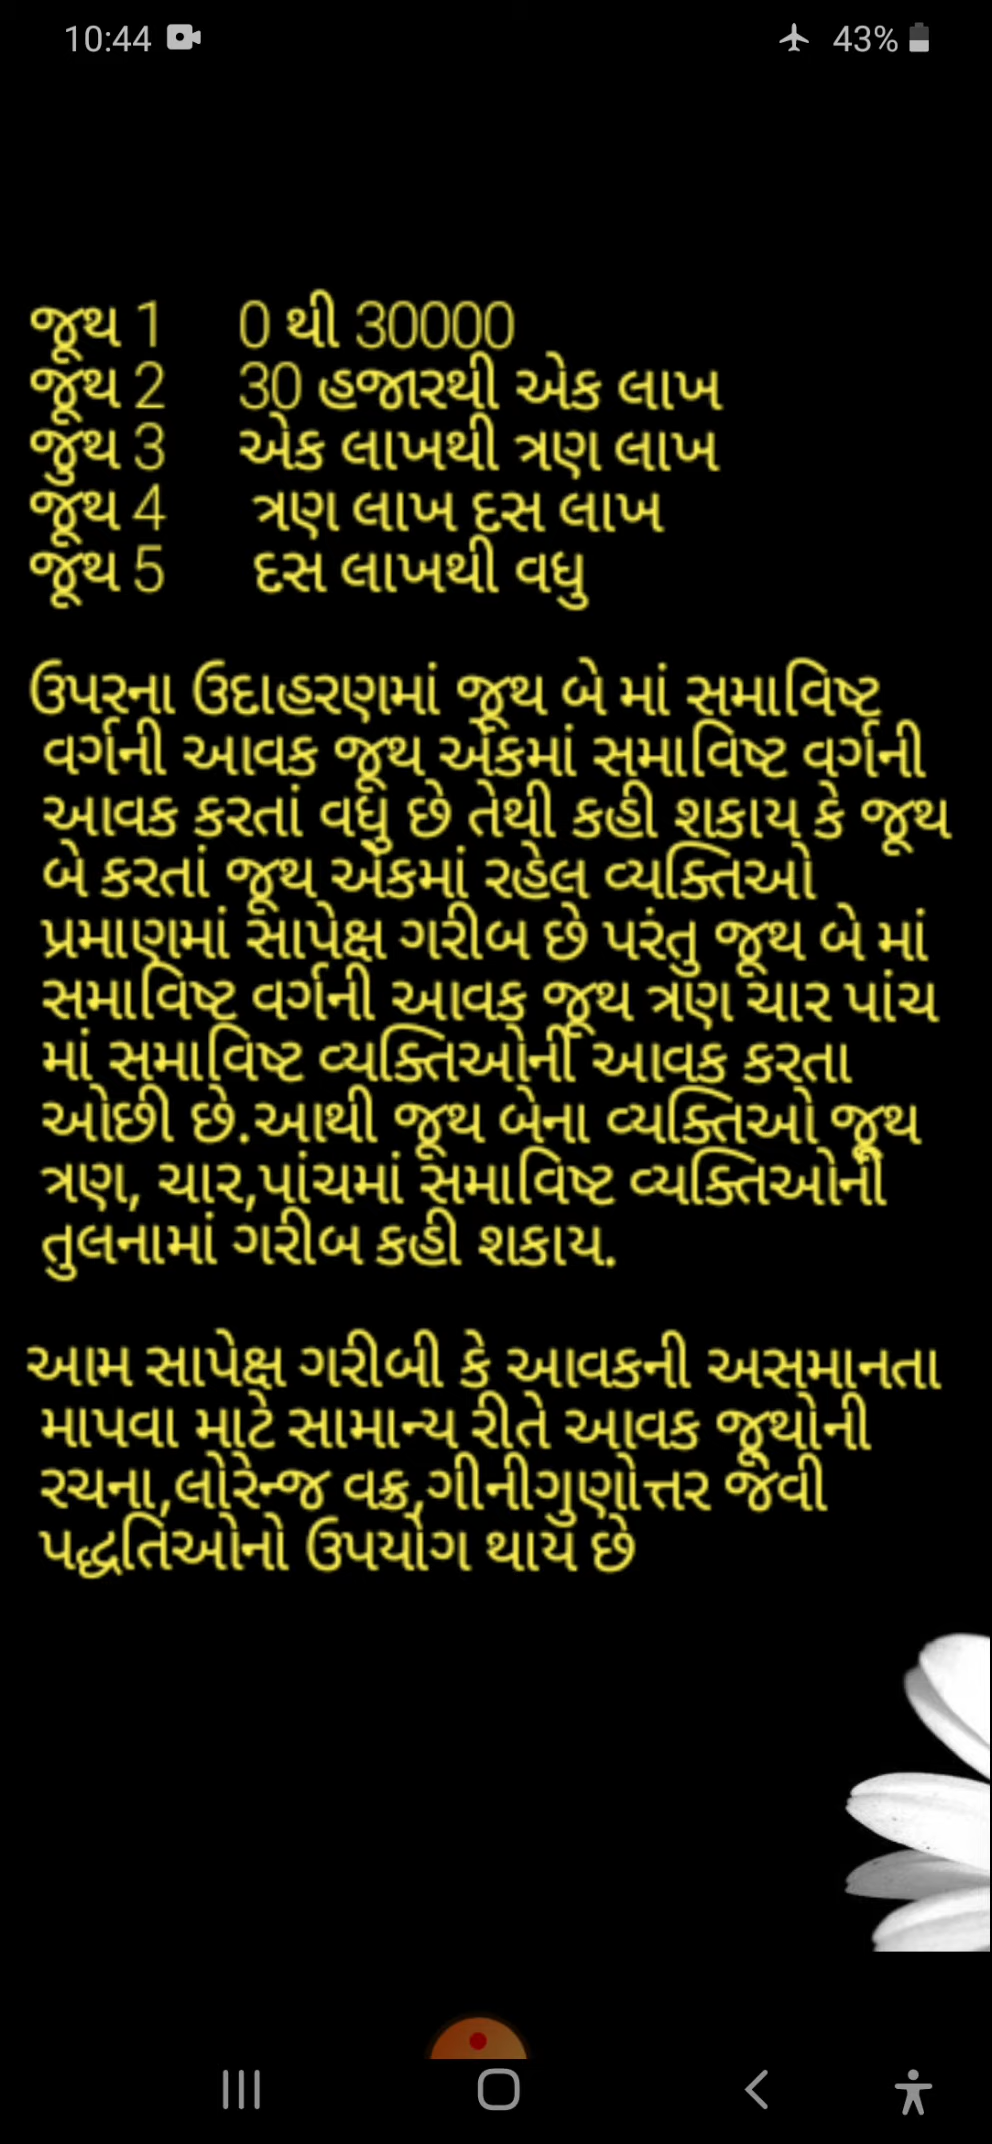 10:44
43%
જૂથ 1 0 થી 30000
જૂથ 2 30 હજારથી એક લાખ
જુથ 3 એક લાખથી ત્રણ લાખ
જૂથ 4 ત્રણ લાખ દસ લાખ
જૂથ 5 દસ લાખથી વધુ
ઉપરના ઉદાહરણમાં જૂથ બે માં સમાવિષ્ટ
વર્ગની આવક જૂથ એકમાં સમાવિષ્ટ વર્ગની
આવક કરતાં વધુ છે તેથી કહી શકાય કે જૂથ
બે કરતાં જૂથ એકમાં રહેલ વ્યક્તિઓ
પ્રમાણમાં સાપેક્ષ ગરીબ છે પરંતુ જૂથ બે માં
સમાવિષ્ટ વર્ગની આવક જૂથ ત્રણ ચાર પાંચ
માં સમાવિષ્ટ વ્યક્તિઓની આવક કરતા
ઓછી છે.આથી જૂથ બેના વ્યક્તિઓ જૂથ
ત્રણ, ચાર,પાંચમાં સમાવિષ્ટ વ્યક્તિઓની
તુલનામાં ગરીબ કહી શકાય.
આમ સાપેક્ષ ગરીબી કે આવકની અસમાનતા
માપવા માટે સામાન્ય રીતે આવક જૂથોની
રચના,લોરેન્જ વક્ર,ગીનીગુણોત્તર જેવી
પદ્ધતિઓનો ઉપયોગ થાય છે